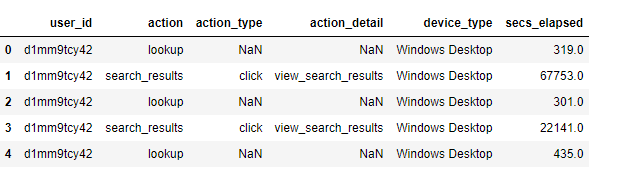 user_id action action_type action_detail device_type secs_elapsed
0 d1mm9tcy42 lookup NaN NaN Windows Desktop 319.0
1 d1mm9tcy42 search_results click view_search_results Windows Desktop 67753.0
2 d1mm9tcy42 lookup NaN NaN Windows Desktop 301.0
3 d1mm9tcy42 search_results click view_search_results Windows Desktop 22141.0
4 d1mm9tcy42 lookup NaN NaN Windows Desktop 435.0